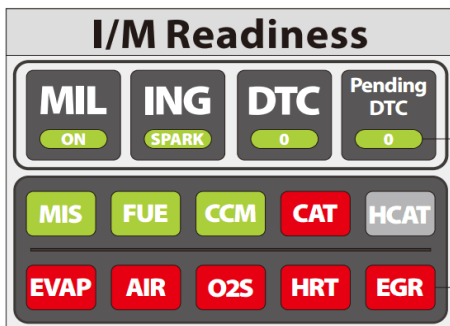 I/M Readiness
MIL ING DTC Pending DTC
ON SPARK 0 0
MIS FUE CCM CAT HCAT
EVAP AIR O2S HRT EGR